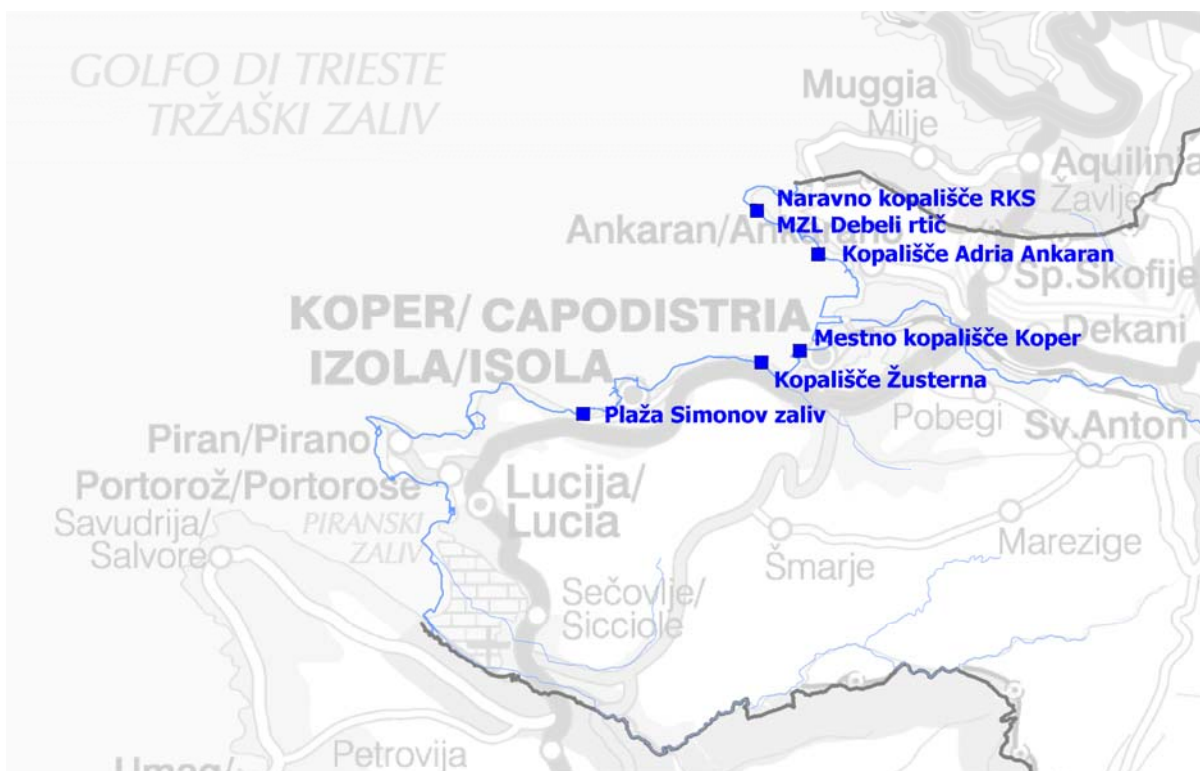 GOLFO DI TRIESTE
TRŽAŠKI ZALIV
Muggia
Milje
Aquilinia
Žavlje
Naravno kopališče RKS
MZL Debeli rtič
Ankaran/Ankarano
Kopališče Adria Ankaran
Sp.Škofije
KOPER/ CAPODISTRIA
Dekani
Mestno kopališče Koper
IZOLA/ISOLA
Kopališče Žusterna
Plaža Simonov zaliv
Pobegi
Sv.Anton
Piran/Pirano
Portorož/Portorose
Lucija/
Lucia
Savudrija/
Salvore
PIRANSKI
ZALIV
Marezige
Šmarje
Sečovlje/
Sicciole
Petrovija
Umag/